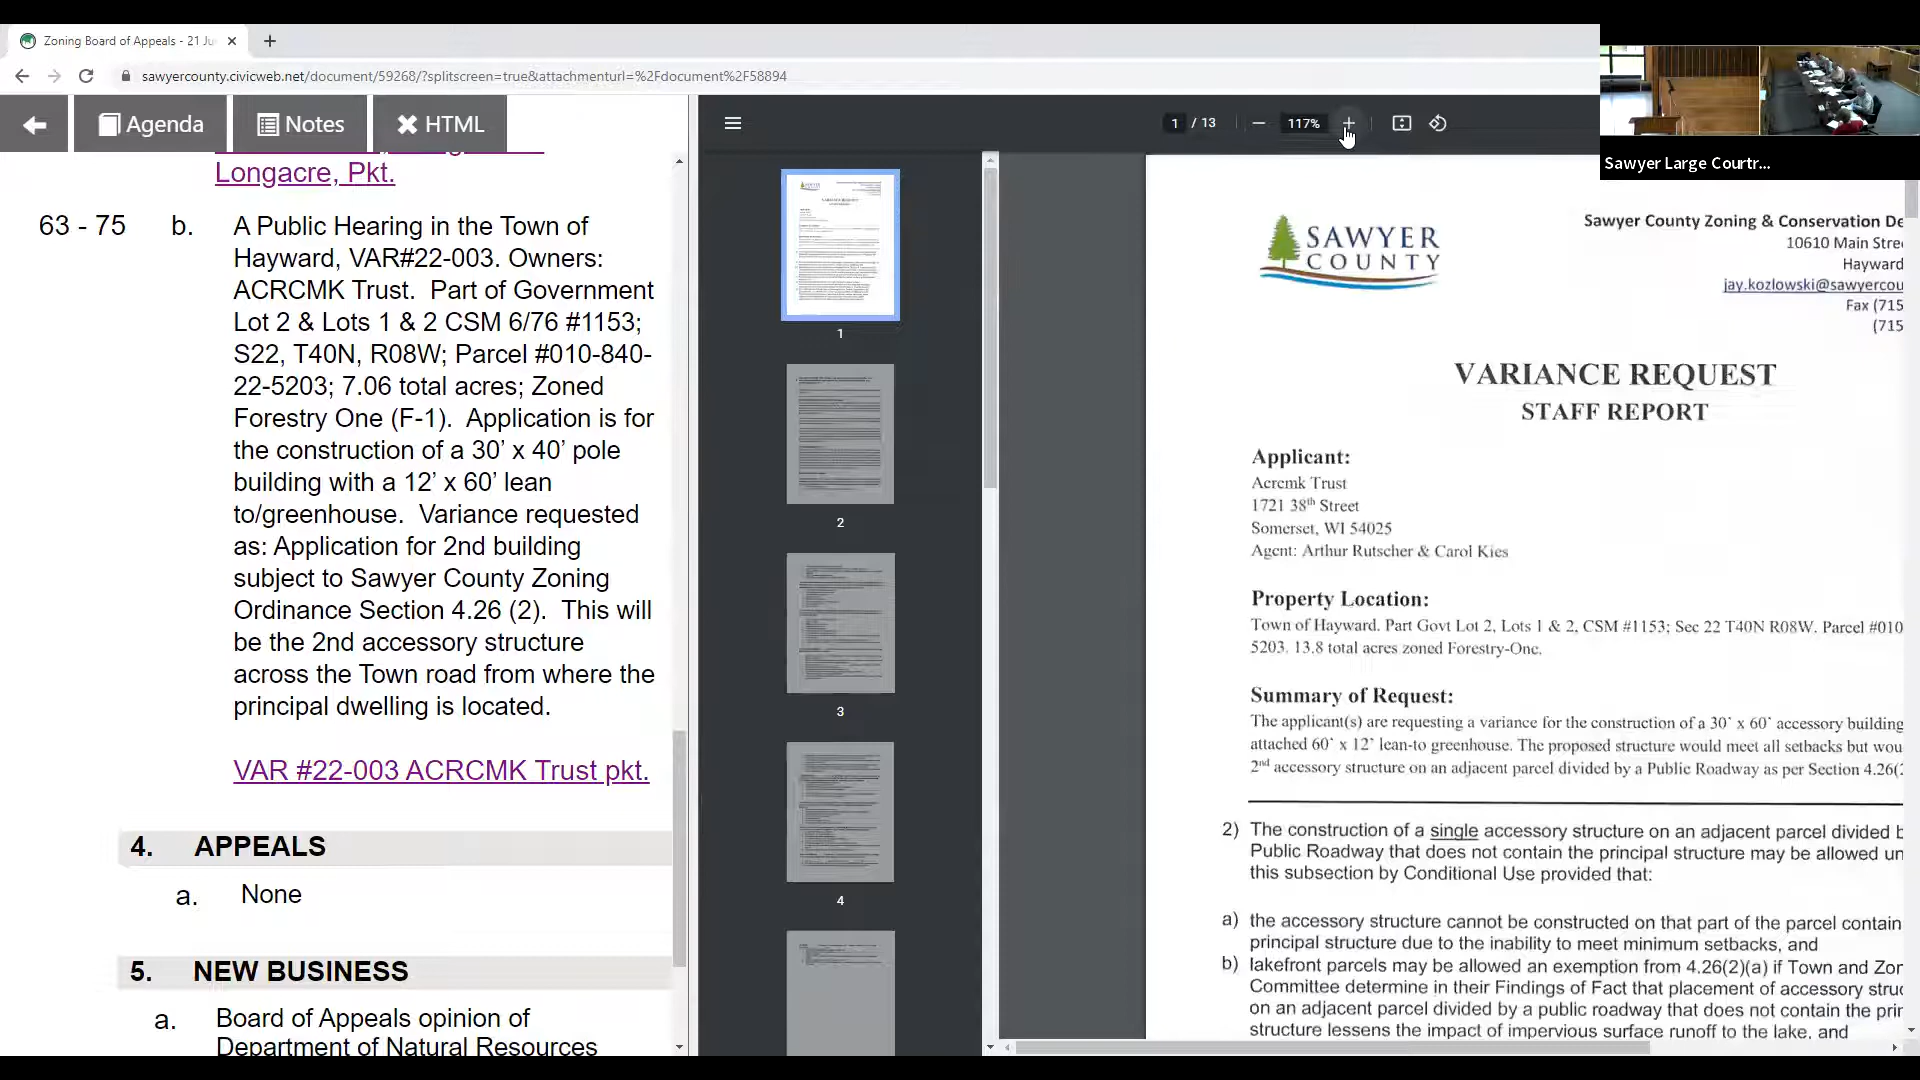 Zoning Board of Appeals - 21 Ju
sawyercounty.civicweb.net/document/59268/?splitscreen=true&attachmenturl=%2Fdocument%2F58894
Agenda
Notes
HTML
1 / 13
117%
Sawyer Large Courtr...
Longacre, Pkt.
63 - 75 b. A Public Hearing in the Town of
Hayward, VAR#22-003. Owners:
ACRCMK Trust. Part of Government
Lot 2 & Lots 1 & 2 CSM 6/76 #1153;
S22, T40N, R08W; Parcel #010-840-
22-5203; 7.06 total acres; Zoned
Forestry One (F-1). Application is for
the construction of a 30’ x 40’ pole
building with a 12’ x 60’ lean
to/greenhouse. Variance requested
as: Application for 2nd building
subject to Sawyer County Zoning
Ordinance Section 4.26 (2). This will
be the 2nd accessory structure
across the Town road from where the
principal dwelling is located.
VAR #22-003 ACRCMK Trust pkt.
4. APPEALS
a. None
5. NEW BUSINESS
a. Board of Appeals opinion of
Department of Natural Resources
1
2
3
4
SAWYER
COUNTY
Sawyer County Zoning & Conservation De
10610 Main Stree
Hayward
jay.kozlowski@sawyercou
Fax (715
(715
VARIANCE REQUEST
STAFF REPORT
Applicant:
Acrcmk Trust
1721 38th Street
Somerset, WI 54025
Agent: Arthur Rutscher & Carol Kies
Property Location:
Town of Hayward. Part Govt Lot 2, Lots 1 & 2, CSM #1153; Sec 22 T40N R08W. Parcel #010
5203. 13.8 total acres zoned Forestry-One.
Summary of Request:
The applicant(s) are requesting a variance for the construction of a 30’ x 60’ accessory building
attached 60’ x 12’ lean-to greenhouse. The proposed structure would meet all setbacks but wou
2nd accessory structure on an adjacent parcel divided by a Public Roadway as per Section 4.26(2
2) The construction of a single accessory structure on an adjacent parcel divided b
Public Roadway that does not contain the principal structure may be allowed un
this subsection by Conditional Use provided that:
a) the accessory structure cannot be constructed on that part of the parcel contain
principal structure due to the inability to meet minimum setbacks, and
b) lakefront parcels may be allowed an exemption from 4.26(2)(a) if Town and Zon
Committee determine in their Findings of Fact that placement of accessory struc
on an adjacent parcel divided by a public roadway that does not contain the prin
structure lessens the impact of impervious surface runoff to the lake, and